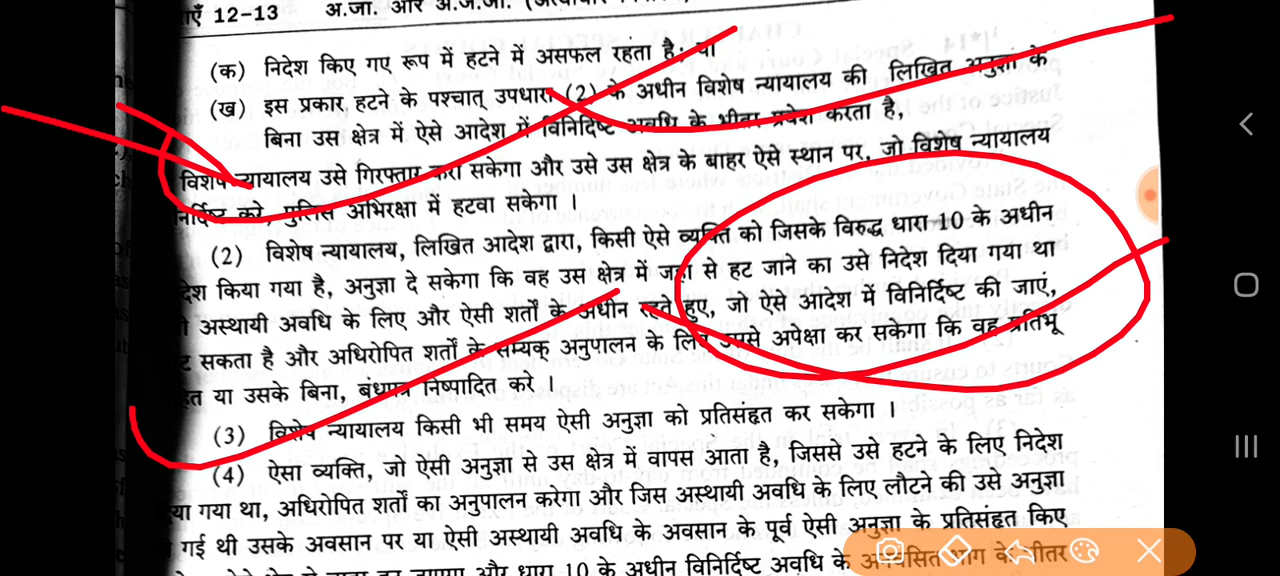 धाराएँ 12-13 अ.जा. और अ.ज.जा. (अत्याचार
(क) निदेश किए गए रूप में हटने में असफल रहता है; या
(ख) इस प्रकार हटने के पश्चात् उपधारा (2) के अधीन विशेष न्यायालय की लिखित अनुज्ञा के
बिना उस क्षेत्र में ऐसे आदेश में विनिर्दिष्ट अवधि के भीतर प्रवेश करता है,
विशेष न्यायालय उसे गिरफ्तार करा सकेगा और उसे उस क्षेत्र के बाहर ऐसे स्थान पर, जो विशेष न्यायालय
निर्दिष्ट करे, पुलिस अभिरक्षा में हटवा सकेगा ।
(2) विशेष न्यायालय, लिखित आदेश द्वारा, किसी ऐसे व्यक्ति को जिसके विरुद्ध धारा 10 के अधीन
देश किया गया है, अनुज्ञा दे सकेगा कि वह उस क्षेत्र में जहां से हट जाने का उसे निदेश दिया गया था
अस्थायी अवधि के लिए और ऐसी शर्तों के अधीन रहते हुए, जो ऐसे आदेश में विनिर्दिष्ट की जाएं,
सकता है और अधिरोपित शर्तों के सम्यक् अनुपालन के लिए उससे अपेक्षा कर सकेगा कि वह प्रतिभू
या उसके बिना, बंधपत्र निष्पादित करे ।
(3) विशेष न्यायालय किसी भी समय ऐसी अनुज्ञा को प्रतिसंहृत कर सकेगा ।
(4) ऐसा व्यक्ति, जो ऐसी अनुज्ञा से उस क्षेत्र में वापस आता है, जिससे उसे हटने के लिए निदेश
गया था, अधिरोपित शर्तों का अनुपालन करेगा और जिस अस्थायी अवधि के लिए लौटने की उसे अनुज्ञा
गई थी उसके अवसान पर या ऐसी अस्थायी अवधि के अवसान के पूर्व ऐसी अनुज्ञा के प्रतिसंहृत किए
और धारा 10 के अधीन विनिर्दिष्ट अवधि के भाग के भीतर